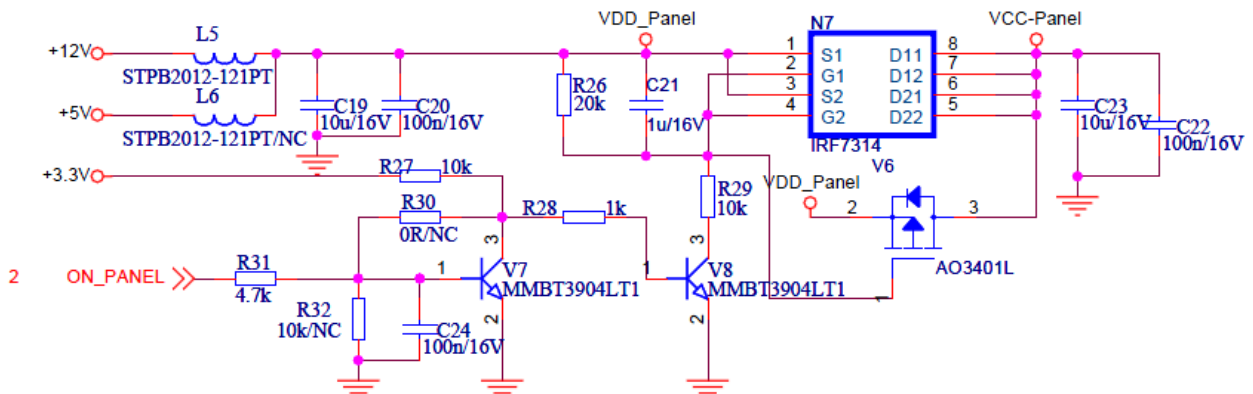 VDD_Panel
N7
VCC-Panel
L5
+12V
STPB2012-121PT
L6
+5V
STPB2012-121PT/NC
C19
10u/16V
C20
100n/16V
R26
20k
C21
1u/16V
1
2
3
4
S1
G1
S2
G2
D11
D12
D21
D22
8
7
6
5
IRF7314
C23
10u/16V
C22
100n/16V
+3.3V
R27
10k
R30
0R/NC
R28
1k
R29
10k
V6
VDD_Panel
2
3
1
AO3401L
2
ON_PANEL
R31
4.7k
R32
10k/NC
C24
100n/16V
1
3
V7
MMBT3904LT1
2
1
3
V8
MMBT3904LT1
2